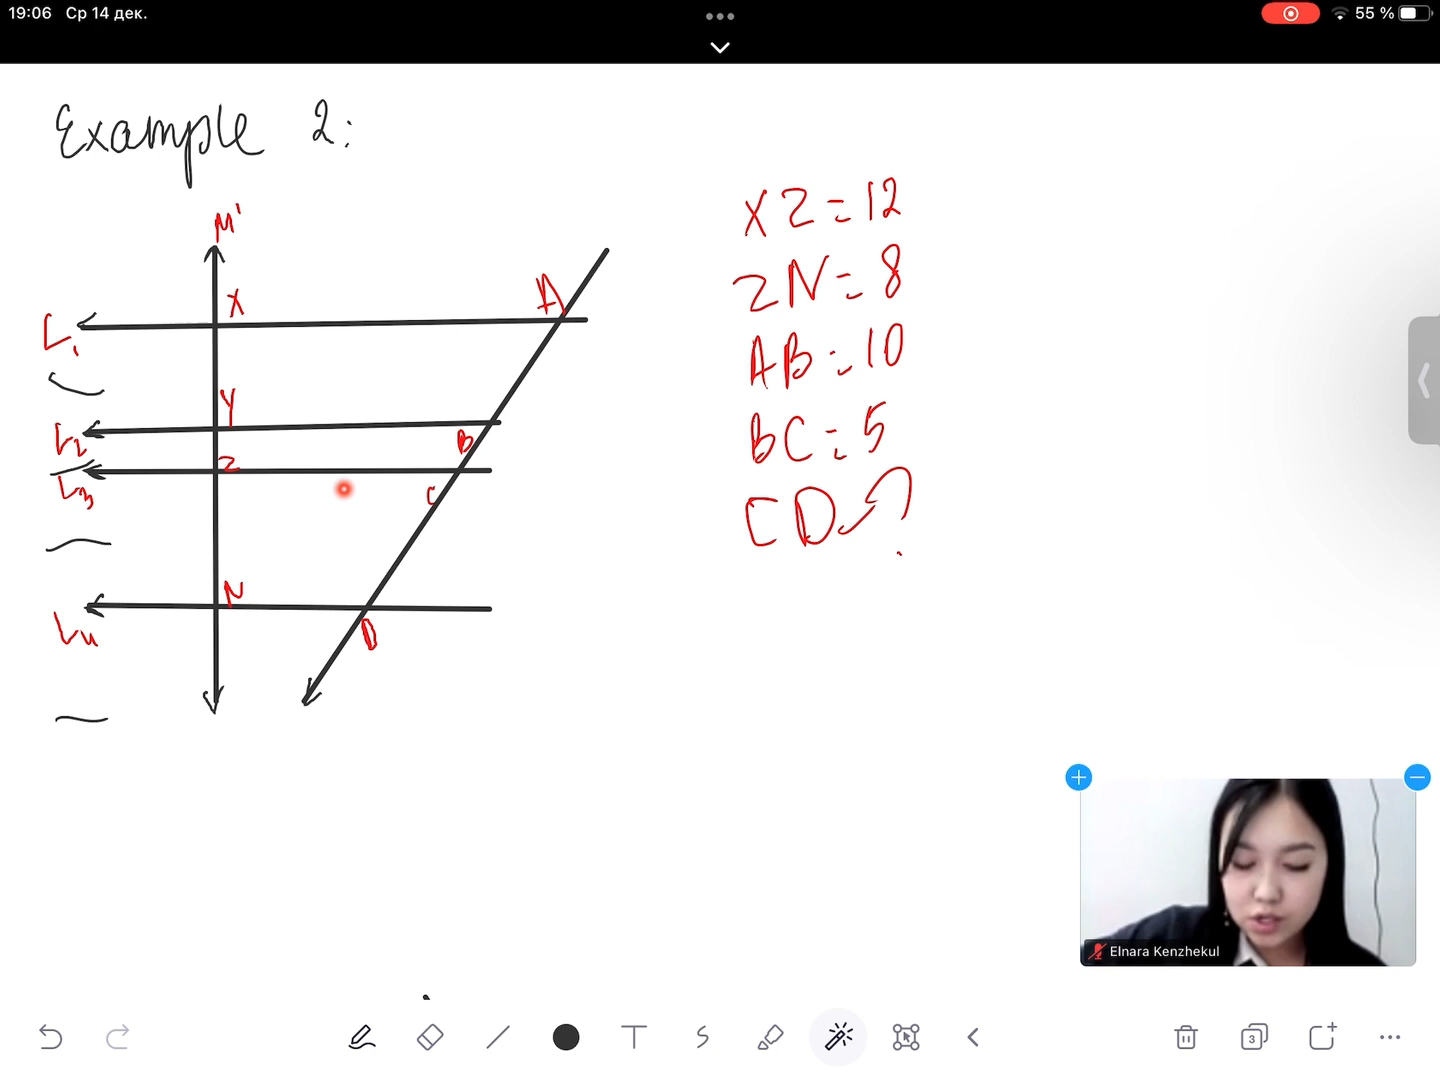 19:06 Ср 14 дек.
55 %
Example 2:
M'
X
A
L1
Y
L2
B
Z
L3
C
N
L4
D
XZ=12
ZN=8
AB=10
BC=5
CD-?
Elnara Kenzhekul
T
3